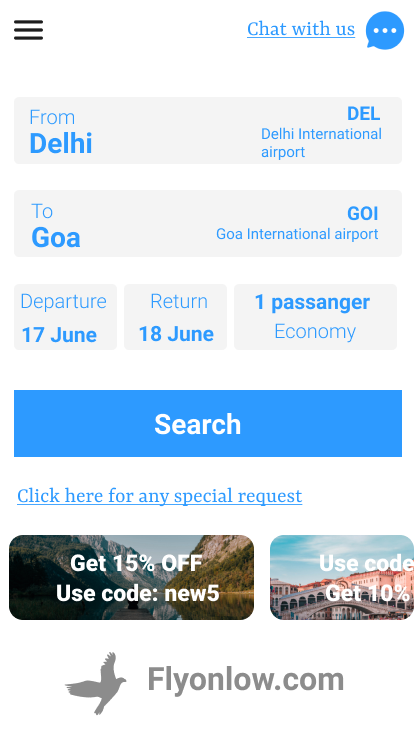 Chat with us
From
Delhi
DEL
Delhi International
airport
To
Goa
GOI
Goa International airport
Departure
17 June
Return
18 June
1 passanger
Economy
Search
Click here for any special request
Get 15% OFF
Use code: new5
Use code
Get 10%
Flyonlow.com